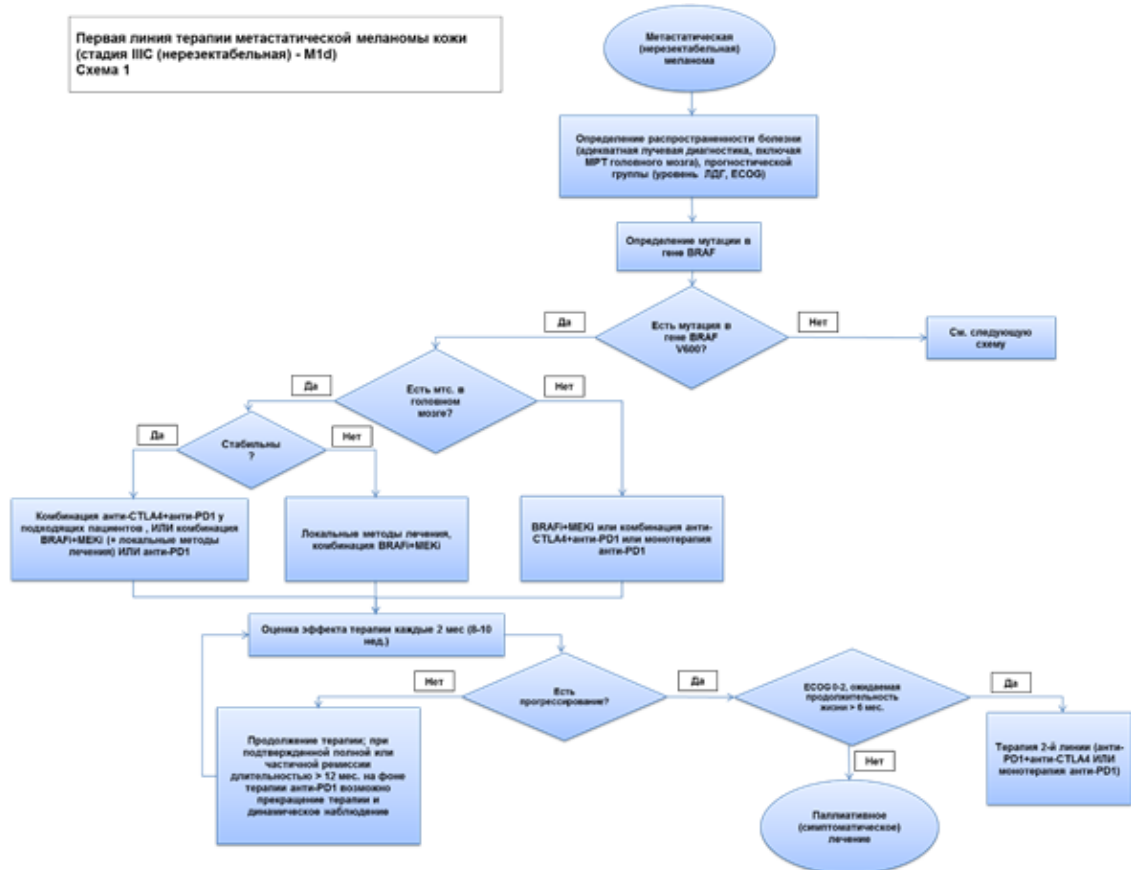 Первая линия терапии метастатической меланомы кожи
(стадия IIIC (нерезектабельная) - M1d)
Схема 1
Метастатическая
(нерезектабельная)
меланома
Определение распространенности болезни
(адекватная лучевая диагностика, включая
МРТ головного мозга), прогностической
группы (уровень ЛДГ, ECOG)
Определение мутации в
гене BRAF
Есть мутация в
гене BRAF
V600?
Да
Нет
См. следующую
схему
Есть мтс. в
головном
мозге?
Да
Нет
Стабильны
?
Да
Нет
Комбинация анти-CTLA4+анти-PD1 у
подходящих пациентов , ИЛИ комбинация
BRAFi+MEKi (+ локальные методы
лечения) ИЛИ анти-PD1
Локальные методы лечения,
комбинация BRAFi+MEKi
BRAFi+MEKi или комбинация анти-
CTLA4+анти-PD1 или монотерапия
анти-PD1
Оценка эффекта терапии каждые 2 мес (8-10
нед.)
Есть
прогрессирование?
Нет
Да
Продолжение терапии; при
подтвержденной полной или
частичной ремиссии
длительностью > 12 мес. на фоне
терапии анти-PD1 возможно
прекращение терапии и
динамическое наблюдение
ECOG 0-2, ожидаемая
продолжительность
жизни > 6 мес.
Да
Нет
Терапия 2-й линии (анти-
PD1+анти-CTLA4 ИЛИ
монотерапия анти-PD1)
Паллиативное
(симптоматическое)
лечение